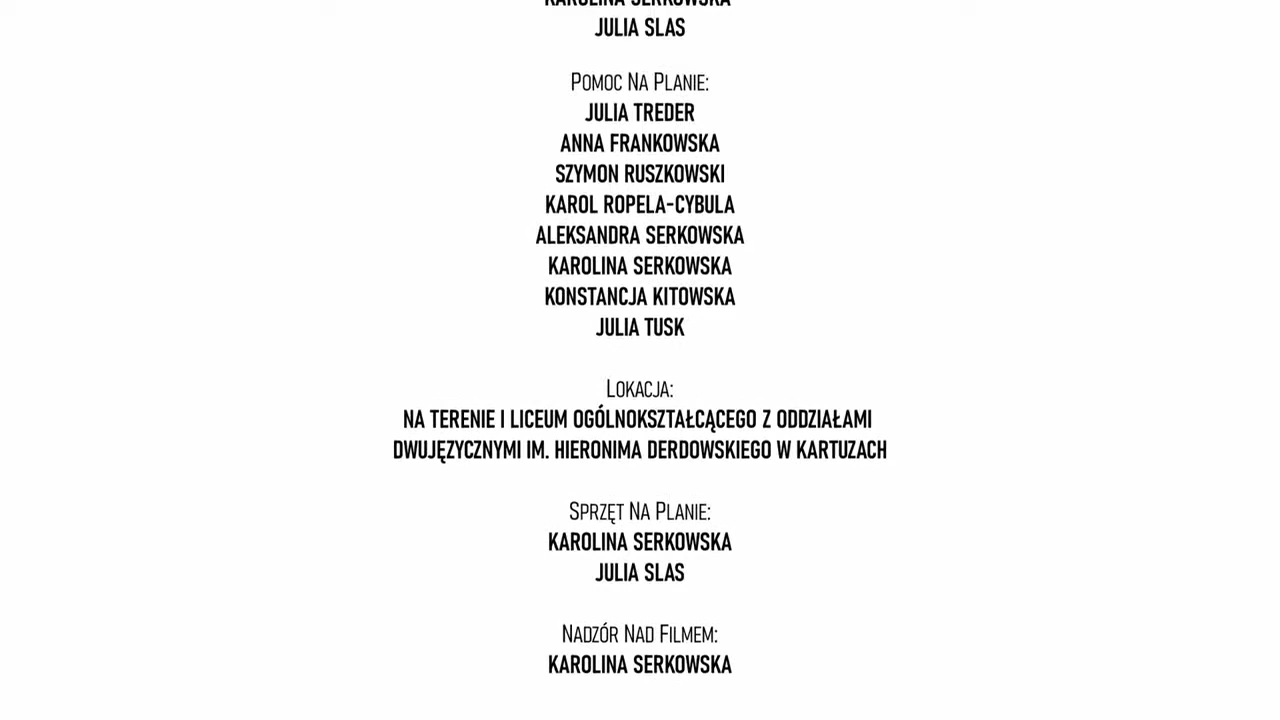 KAROLINA SERKOWSKA
JULIA SLAS
POMOC NA PLANIE:
JULIA TREDER
ANNA FRANKOWSKA
SZYMON RUSZKOWSKI
KAROL ROPELA-CYBULA
ALEKSANDRA SERKOWSKA
KAROLINA SERKOWSKA
KONSTANCJA KITOWSKA
JULIA TUSK
LOKACJA:
NA TERENIE I LICEUM OGÓLNOKSZTAŁCĄCEGO Z ODDZIAŁAMI
DWUJĘZYCZNYMI IM. HIERONIMA DERDOWSKIEGO W KARTUZACH
SPRZĘT NA PLANIE:
KAROLINA SERKOWSKA
JULIA SLAS
NADZÓR NAD FILMEM:
KAROLINA SERKOWSKA